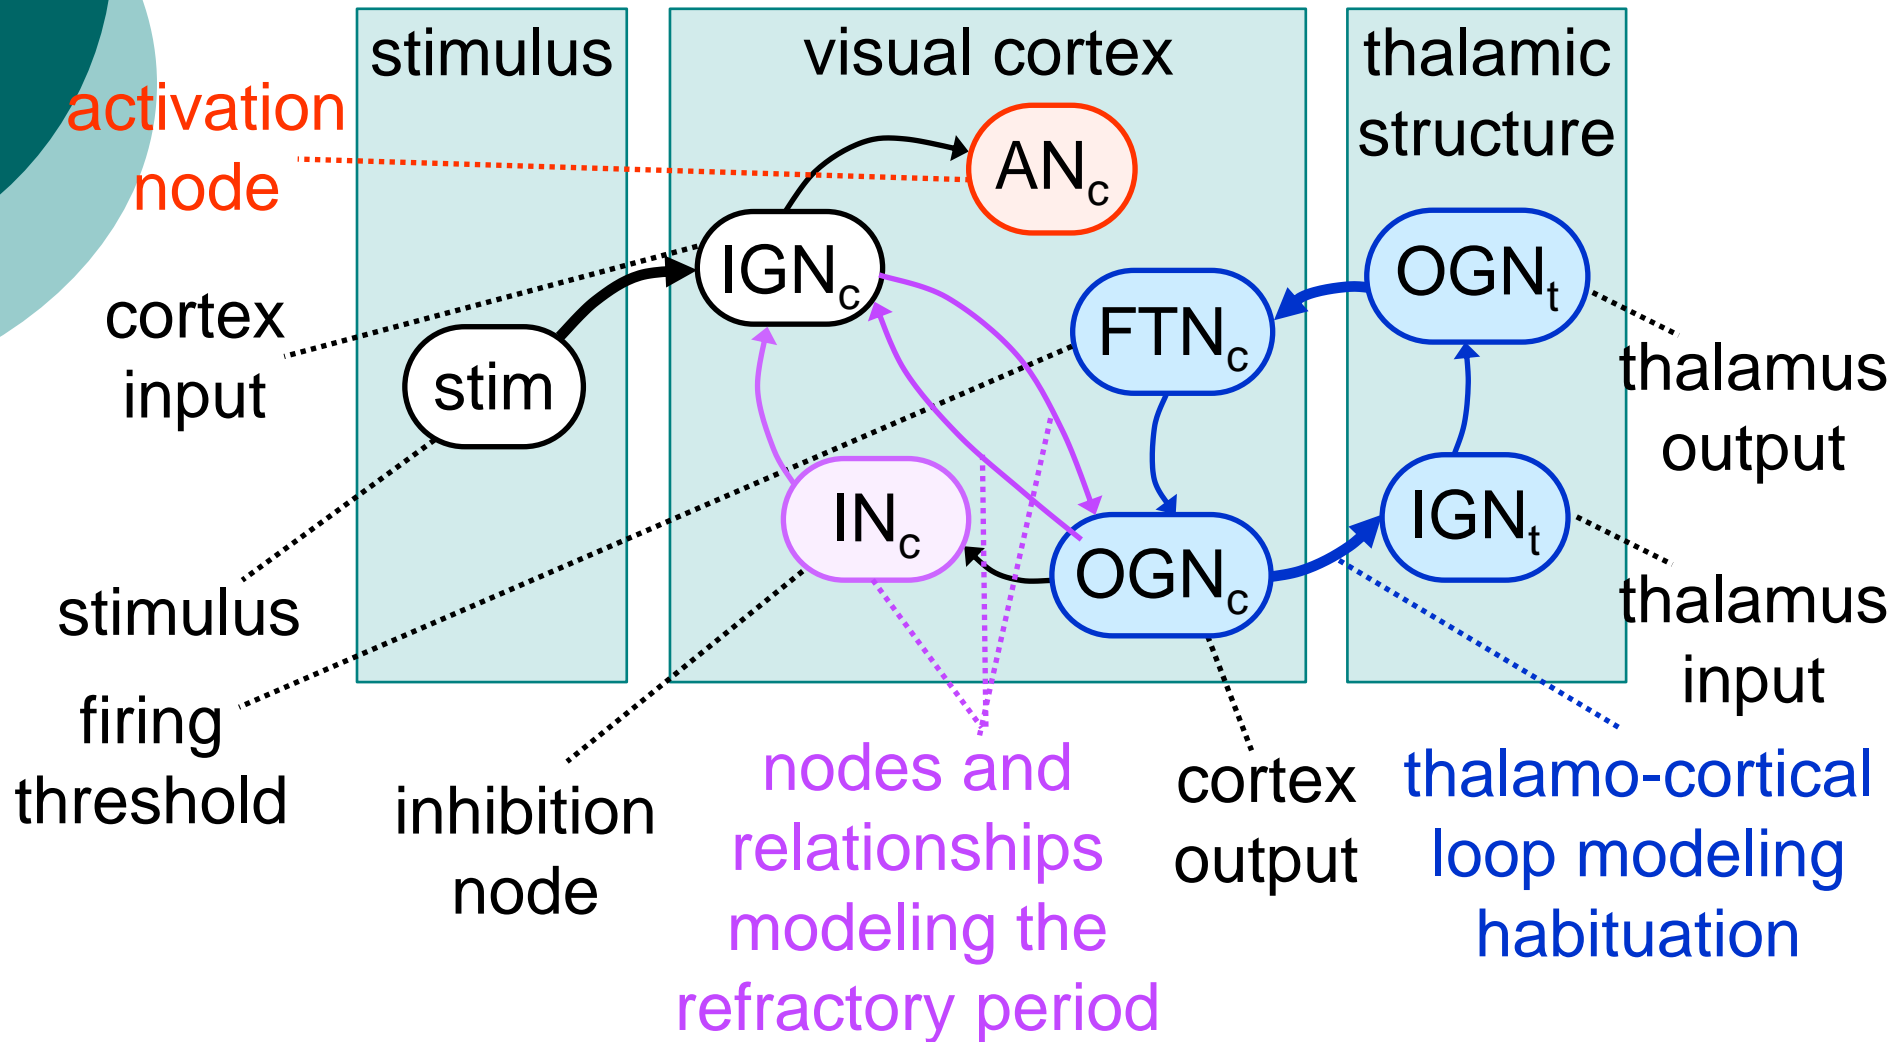 stimulus
visual cortex
thalamic
structure
activation
node
ANc
IGNc
OGNt
cortex
input
FTNc
stim
thalamus
output
INc
IGNt
OGNc
stimulus
thalamus
input
firing
threshold
inhibition
node
nodes and
relationships
modeling the
refractory period
cortex
output
thalamo-cortical
loop modeling
habituation